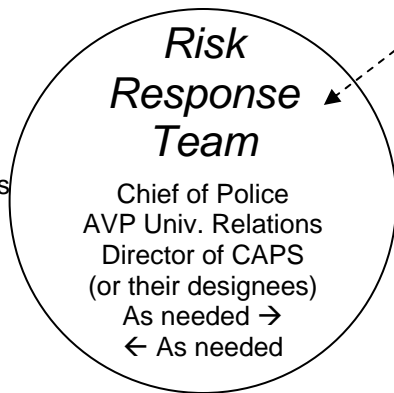 Risk
Response
Team
s
Chief of Police
AVP Univ. Relations
Director of CAPS
(or their designees)
As needed →
← As needed